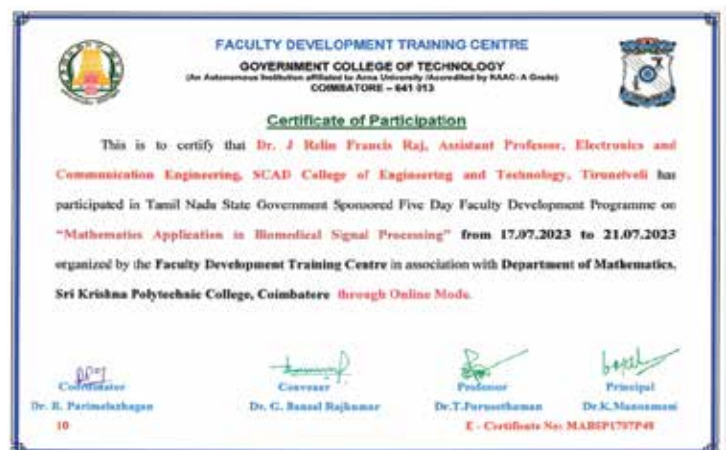 FACULTY DEVELOPMENT TRAINING CENTRE
GOVERNMENT COLLEGE OF TECHNOLOGY
(An Autonomous Institution affiliated to Anna University /Accredited by NAAC- A Grade)
COIMBATORE – 641 013
Certificate of Participation
This is to certify that Dr. J Relin Francis Raj, Assistant Professor, Electronics and
Communication Engineering, SCAD College of Engineering and Technology, Tirunelveli has
participated in Tamil Nadu State Government Sponsored Five Day Faculty Development Programme on
"Mathematics Application in Biomedical Signal Processing" from 17.07.2023 to 21.07.2023
organized by the Faculty Development Training Centre in association with Department of Mathematics,
Sri Krishna Polytechnic College, Coimbatore through Online Mode.
Coordinator Convener Professor Principal
Dr. R. Parimelazhagan Dr. G. Bansal Rajkumar Dr.T.Purusothaman Dr.K.Manonmani
10 E - Certificate No: